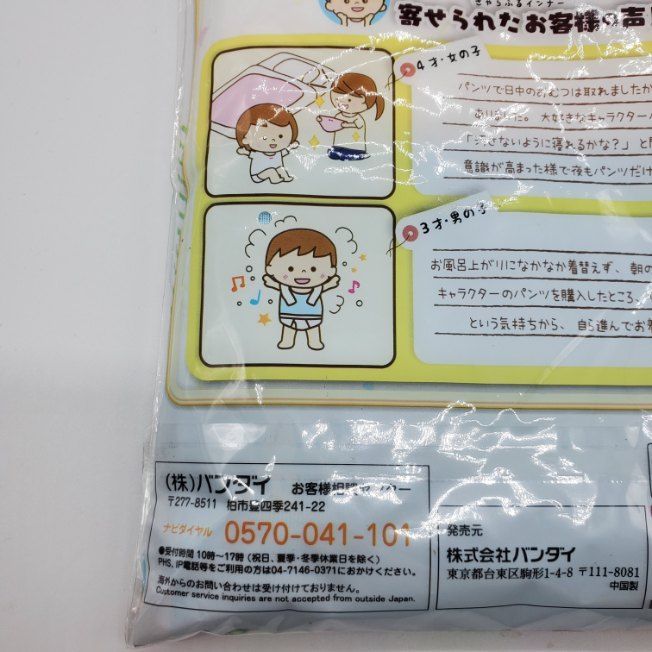 きゃらふるインナー
寄せられたお客様の声
4才・女の子
パンツで日中のおむつは取れましたが
ありました。大好きなキャラクターパ
ないように寝れるかな？」と
意識が高まった様で夜もパンツだけ
3才・男の子
お風呂上がりになかなか着替えず、朝の
キャラクターのパンツを購入したところ、
という気持ちから、自ら進んでお着
(株)バンダイ お客様相談センター
〒277-8511 柏市豊四季241-22
ナビダイヤル 0570-041-101
●受付時間 10時〜17時(祝日、夏季・冬季休業日を除く)
PHS、IP電話等をご利用の方は04-7146-0371におかけください。
海外からのお問い合わせは受け付けておりません。
Customer service inquiries are not accepted from outside Japan.
発売元
株式会社バンダイ
東京都台東区駒形1-4-8 〒111-8081
中国製